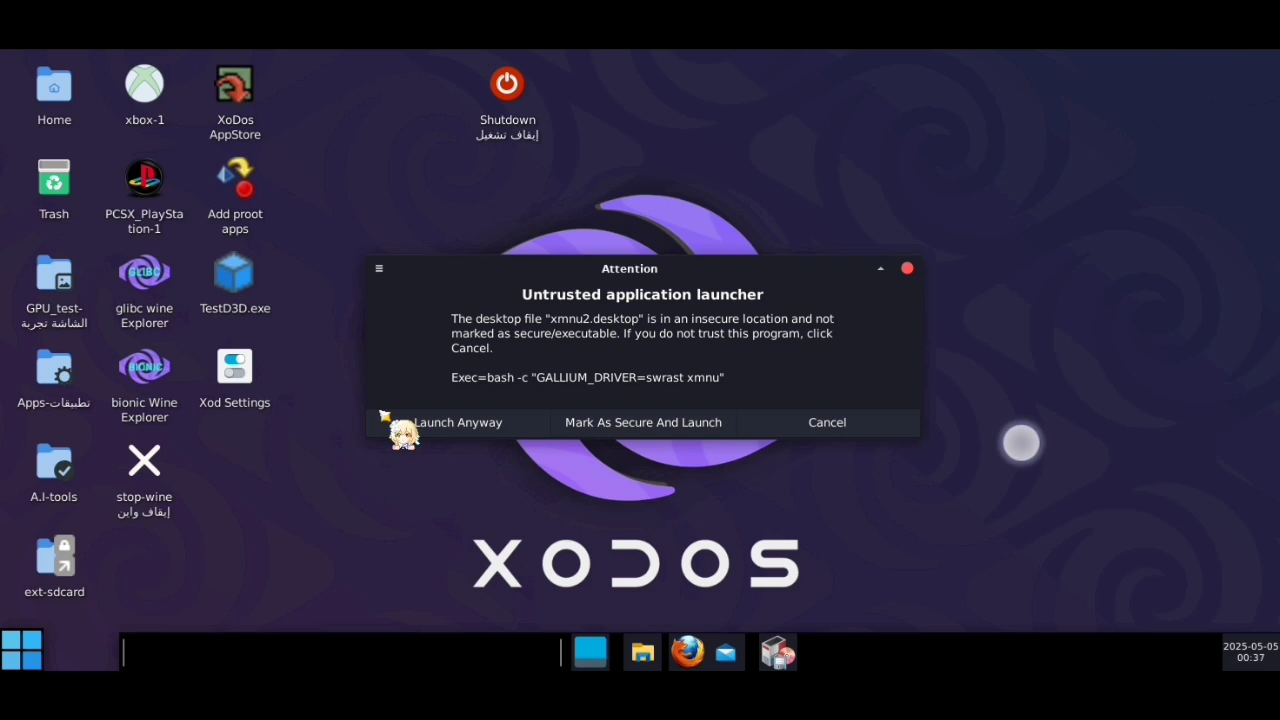 Home
xbox-1
XoDos
AppStore
Shutdown
إيقاف تشغيل
Trash
PCSX_PlaySta
tion-1
Add proot
apps
GPU_test-
الشاشة تجربة
GLIBC
glibc wine
Explorer
TestD3D.exe
Apps-تطبيقات
BIONIC
bionic Wine
Explorer
Xod Settings
A.I-tools
stop-wine
إيقاف واين
ext-sdcard
Attention
Untrusted application launcher
The desktop file "xmnu2.desktop" is in an insecure location and not
marked as secure/executable. If you do not trust this program, click
Cancel.
Exec=bash -c "GALLIUM_DRIVER=swrast xmnu"
Launch Anyway
Mark As Secure And Launch
Cancel
XODOS
2025-05-05
00:37